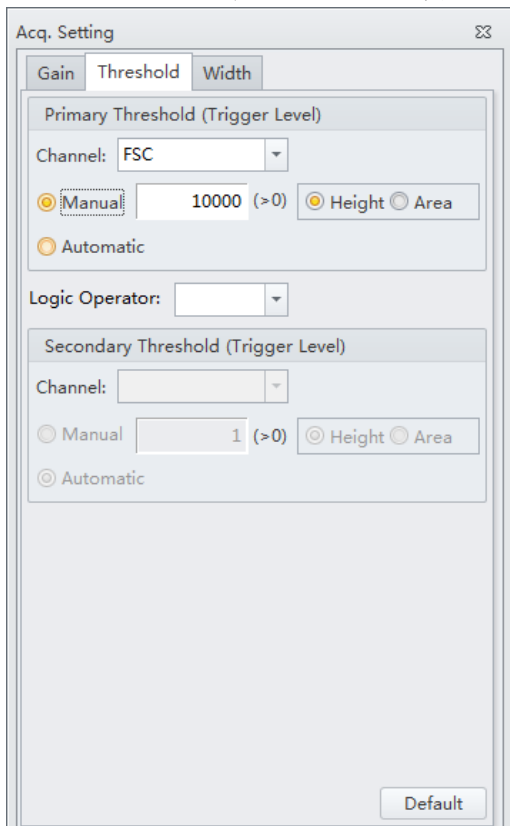 Acq. Setting
Gain Threshold Width
Primary Threshold (Trigger Level)
Channel: FSC
Manual 10000 (>0) Height Area
Automatic
Logic Operator:
Secondary Threshold (Trigger Level)
Channel:
Manual 1 (>0) Height Area
Automatic
Default